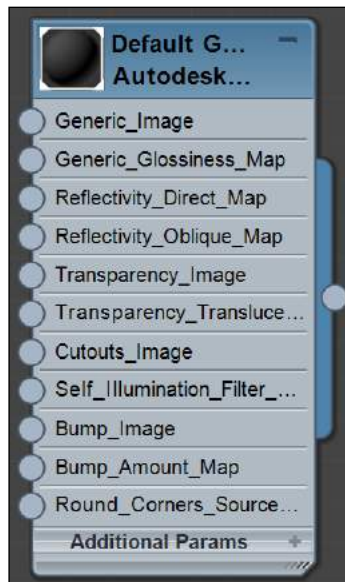 Default G...
Autodesk...
Generic_Image
Generic_Glossiness_Map
Reflectivity_Direct_Map
Reflectivity_Oblique_Map
Transparency_Image
Transparency_Transluce...
Cutouts_Image
Self_Illumination_Filter_...
Bump_Image
Bump_Amount_Map
Round_Corners_Source...
Additional Params